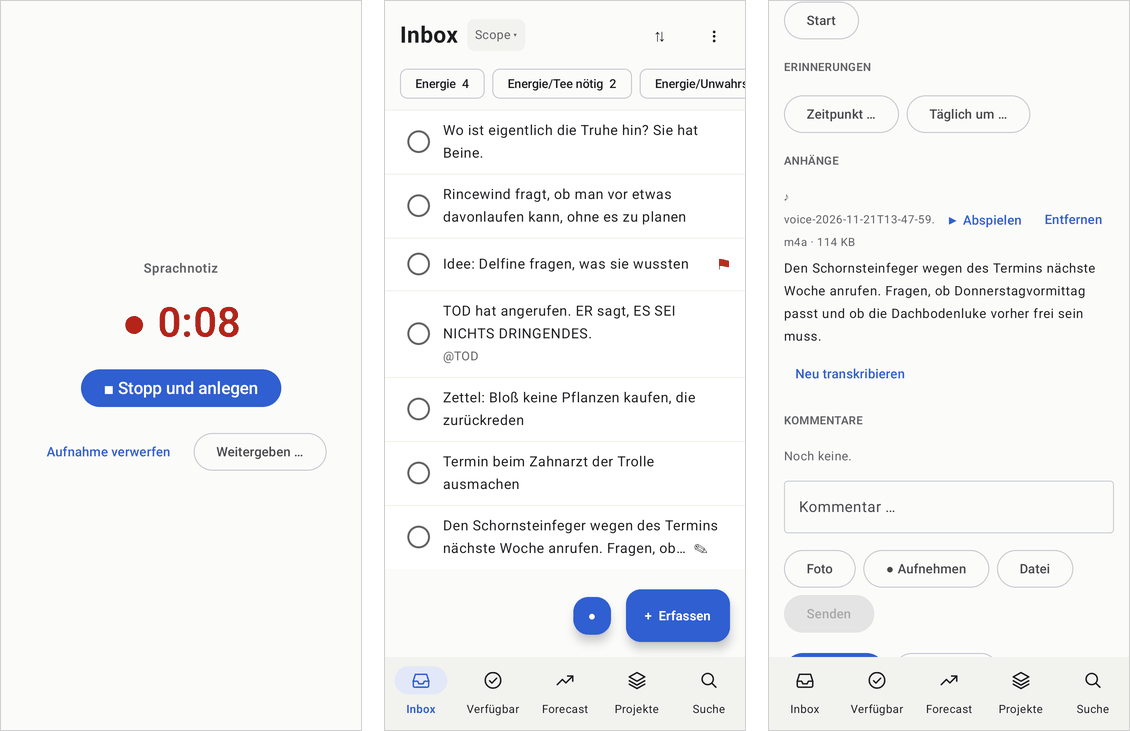 Sprachnotiz
● 0:08
■ Stopp und anlegen
Aufnahme verwerfen
Weitergeben …
Inbox
Scope
Energie 4
Energie/Tee nötig 2
Energie/Unwahrs
Wo ist eigentlich die Truhe hin? Sie hat
Beine.
Rincewind fragt, ob man vor etwas
davonlaufen kann, ohne es zu planen
Idee: Delfine fragen, was sie wussten
TOD hat angerufen. ER sagt, ES SEI
NICHTS DRINGENDES.
@TOD
Zettel: Bloß keine Pflanzen kaufen, die
zurückreden
Termin beim Zahnarzt der Trolle
ausmachen
Den Schornsteinfeger wegen des Termins
nächste Woche anrufen. Fragen, ob… ✎
●
+ Erfassen
Inbox
Verfügbar
Forecast
Projekte
Suche
Start
ERINNERUNGEN
Zeitpunkt …
Täglich um …
ANHÄNGE
♪
voice-2026-11-21T13-47-59.
m4a · 114 KB
▶ Abspielen
Entfernen
Den Schornsteinfeger wegen des Termins nächste
Woche anrufen. Fragen, ob Donnerstagvormittag
passt und ob die Dachbodenluke vorher frei sein
muss.
Neu transkribieren
KOMMENTARE
Noch keine.
Kommentar …
Foto
● Aufnehmen
Datei
Senden
Inbox
Verfügbar
Forecast
Projekte
Suche